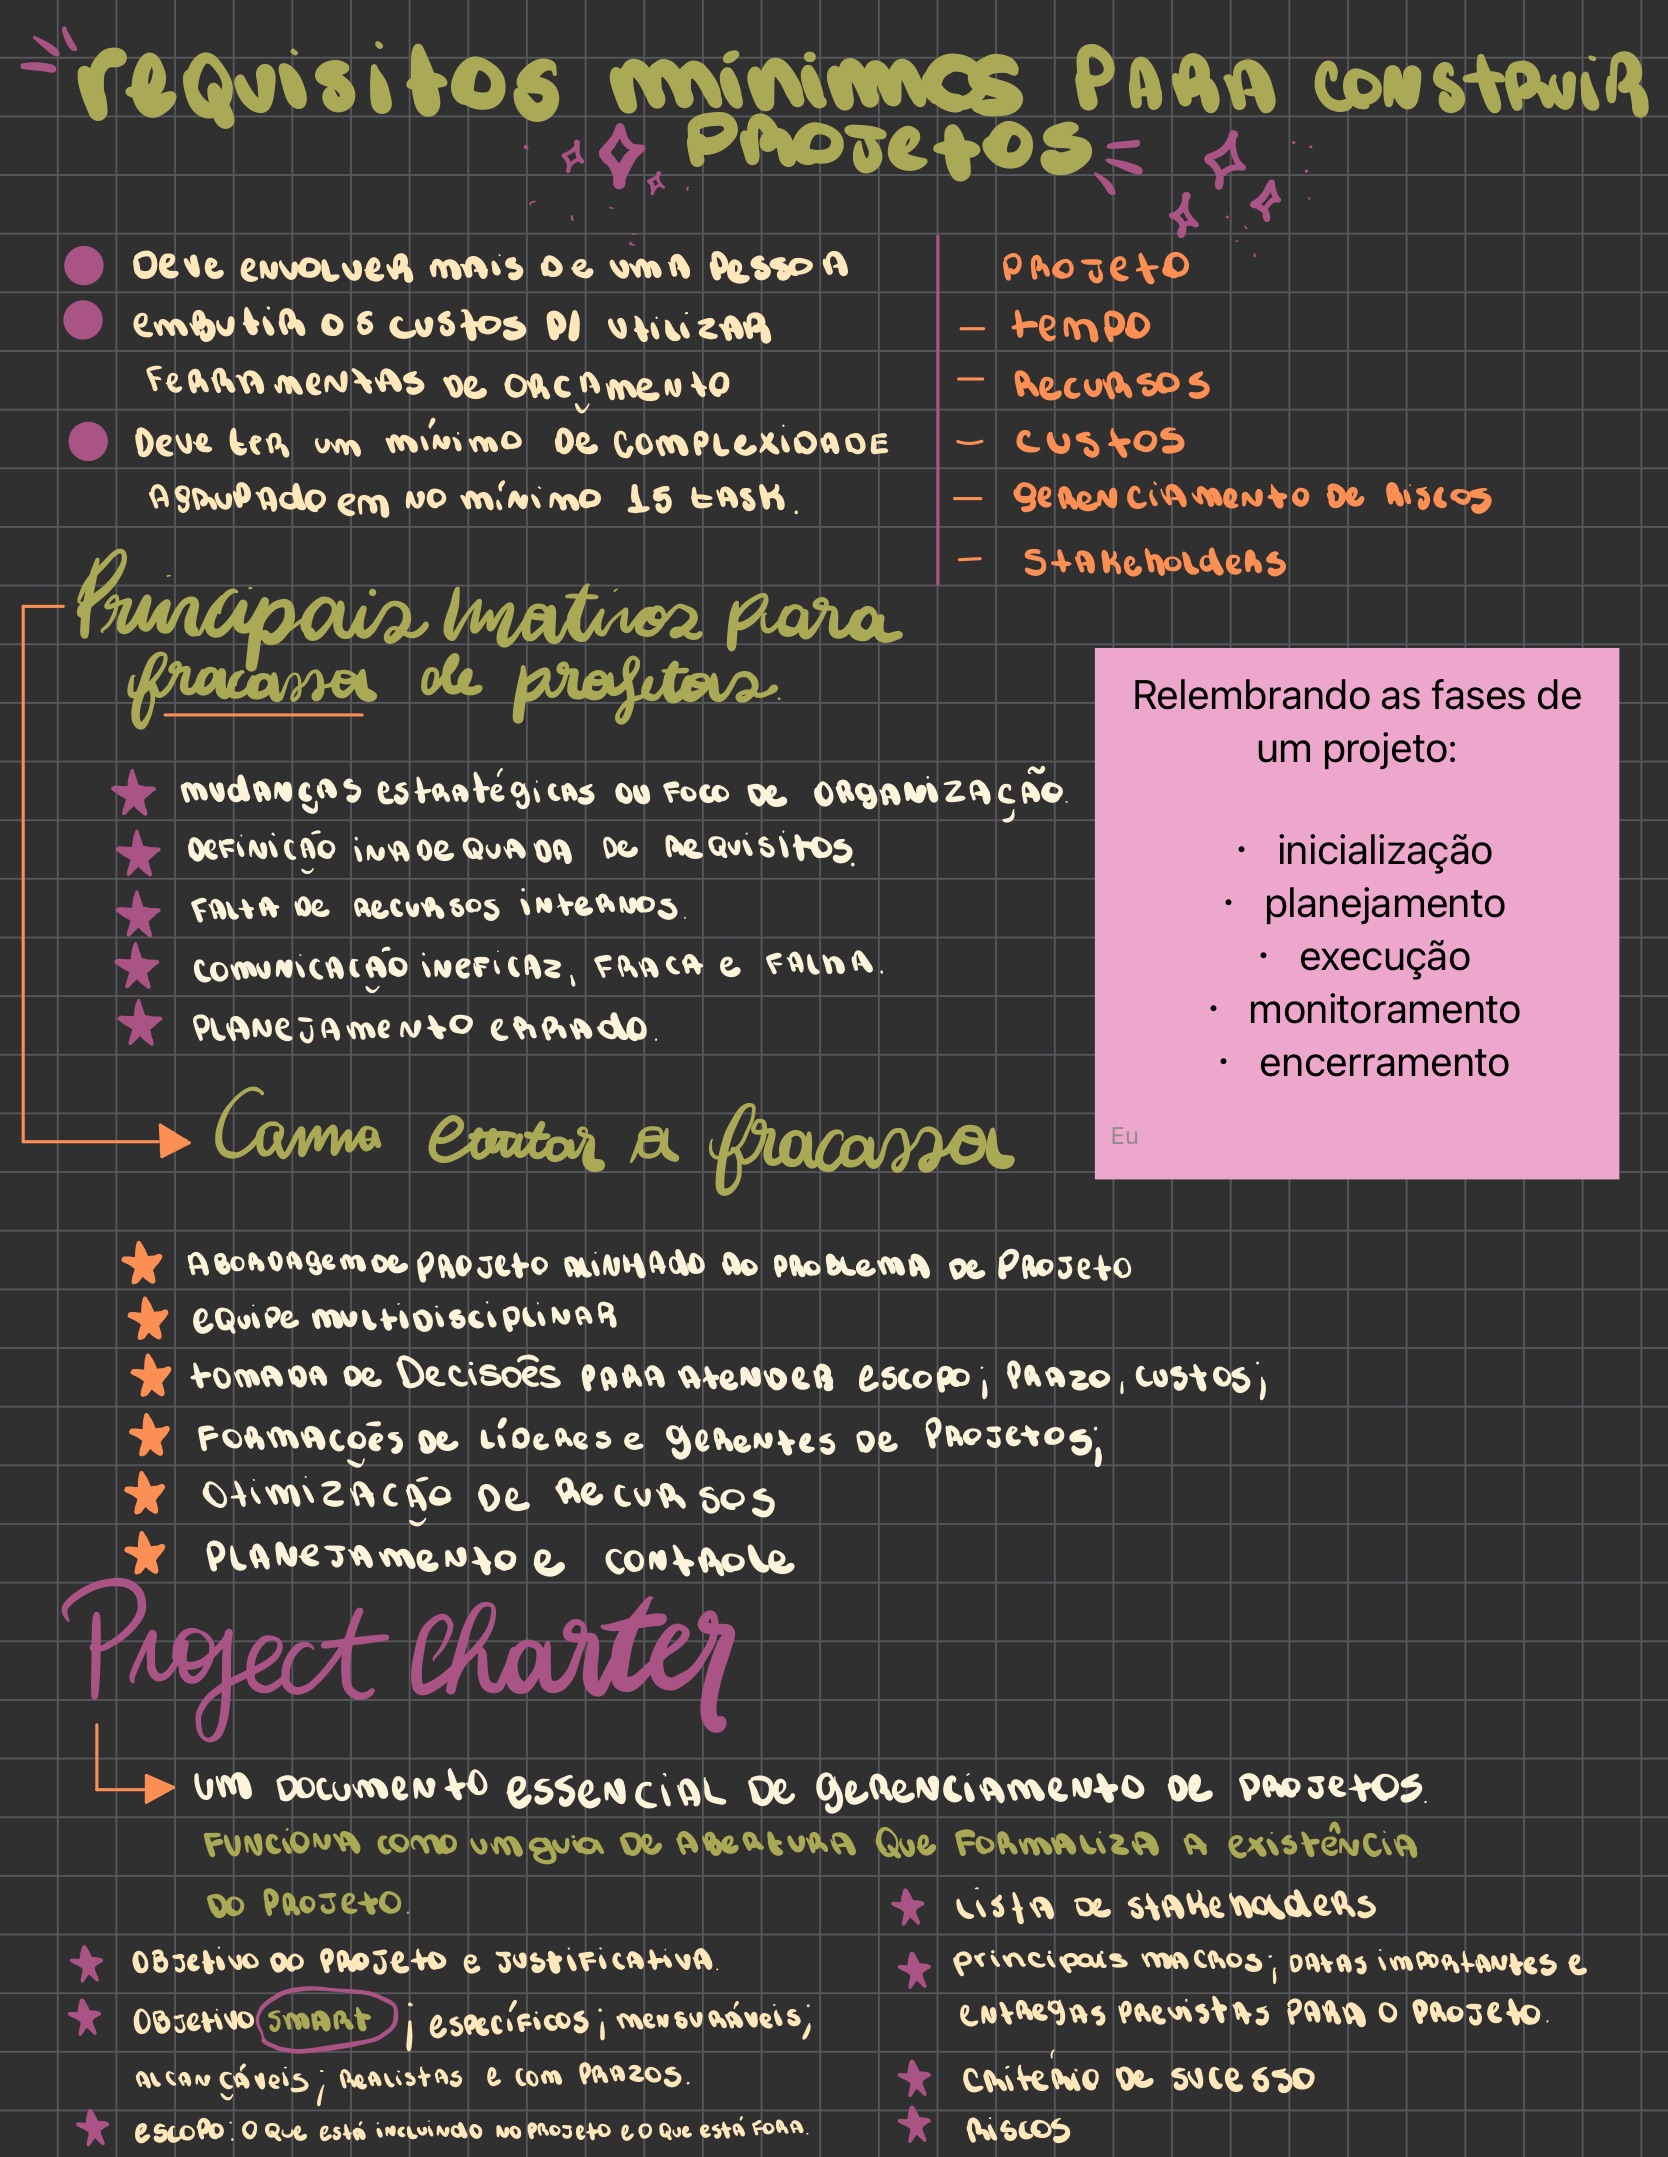 requisitos mínimos PARA CONSTRUIR
PROJETOS
DEVE ENVOLVER MAIS DE UMA PESSOA
EMBUTIR OS CUSTOS P/ UTILIZAR
FERRAMENTAS DE ORÇAMENTO
DEVE TER UM MÍNIMO DE COMPLEXIDADE
AGRUPADO EM NO MÍNIMO 15 TASK.
PROJETO
- TEMPO
- RECURSOS
- CUSTOS
- GERENCIAMENTO DE RISCOS
- STAKEHOLDERS
Principais motivos para
fracasso de projetos.
MUDANÇAS ESTRATÉGICAS OU FOCO DE ORGANIZAÇÃO.
DEFINIÇÃO INADEQUADA DE REQUISITOS.
FALTA DE RECURSOS INTERNOS.
COMUNICAÇÃO INEFICAZ, FRACA E FALHA.
PLANEJAMENTO ERRADO.
Relembrando as fases de
um projeto:
· inicialização
· planejamento
· execução
· monitoramento
· encerramento
Eu
Como evitar o fracasso
ABORDAGEM DE PROJETO ALINHADO AO PROBLEMA DE PROJETO
EQUIPE MULTIDISCIPLINAR
TOMADA DE DECISOÊS PARA ATENDER ESCOPO; PRAZO, CUSTOS;
FORMAÇOÊS DE LÍDERES E GERENTES DE PROJETOS;
OTIMIZAÇÃO DE RECURSOS
PLANEJAMENTO E CONTROLE
Project Charter
UM DOCUMENTO ESSENCIAL DE GERENCIAMENTO DE PROJETOS.
FUNCIONA COMO UM guia DE ABERTURA QUE FORMALIZA A EXISTÊNCIA
DO PROJETO.
OBJETIVO DO PROJETO E JUSTIFICATIVA.
OBJETIVO SMART ; ESPECÍFICOS; MENSURÁVEIS;
ALCANÇÁVEIS; REALISTAS E COM PRAZOS.
ESCOPO: O QUE ESTÁ INCLUINDO NO PROJETO E O QUE ESTÁ FORA.
LISTA DE STAKEHOLDERS
PRINCIPAIS MACROS; DATAS IMPORTANTES E
ENTREGAS PREVISTAS PARA O PROJETO.
CRITÉRIO DE SUCESSO
RISCOS